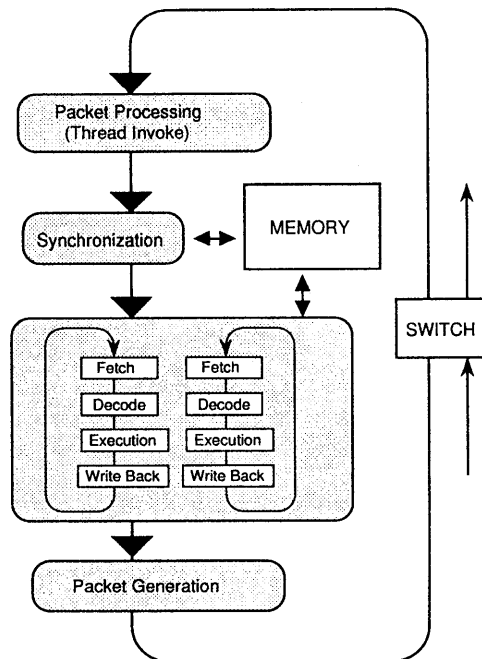 Packet Processing
(Thread Invoke)
Synchronization
MEMORY
SWITCH
Fetch
Decode
Execution
Write Back
Fetch
Decode
Execution
Write Back
Packet Generation